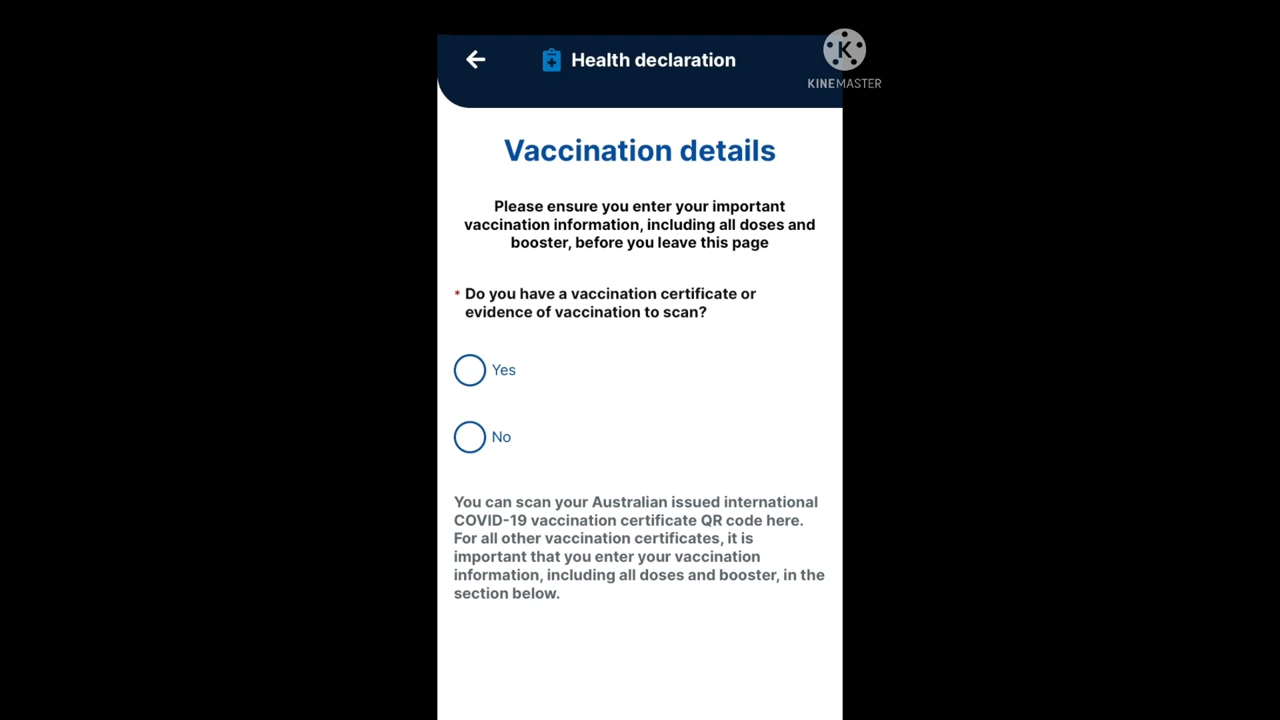 Health declaration
K
KINEMASTER
Vaccination details
Please ensure you enter your important
vaccination information, including all doses and
booster, before you leave this page
* Do you have a vaccination certificate or
evidence of vaccination to scan?
Yes
No
You can scan your Australian issued international
COVID-19 vaccination certificate QR code here.
For all other vaccination certificates, it is
important that you enter your vaccination
information, including all doses and booster, in the
section below.